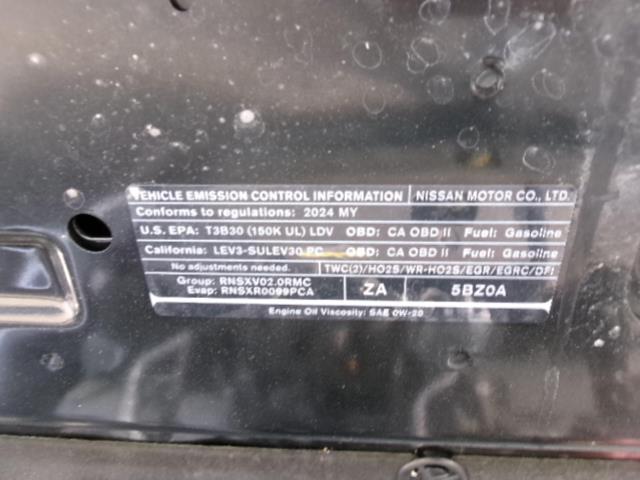 VEHICLE EMISSION CONTROL INFORMATION NISSAN MOTOR CO., LTD.
Conforms to regulations: 2024 MY
U.S. EPA: T3B30 (150K UL) LDV OBD: CA OBD II Fuel: Gasoline
California: LEV3-SULEV30 PC OBD: CA OBD II Fuel: Gasoline
No adjustments needed. TWC(2)/HO2S/WR-HO2S/EGR/EGRC/DFI
Group: RNSXV02.0RMC
Evap: RNSXR0099PCA
ZA
5BZ0A
Engine Oil Viscosity: SAE 0W-20